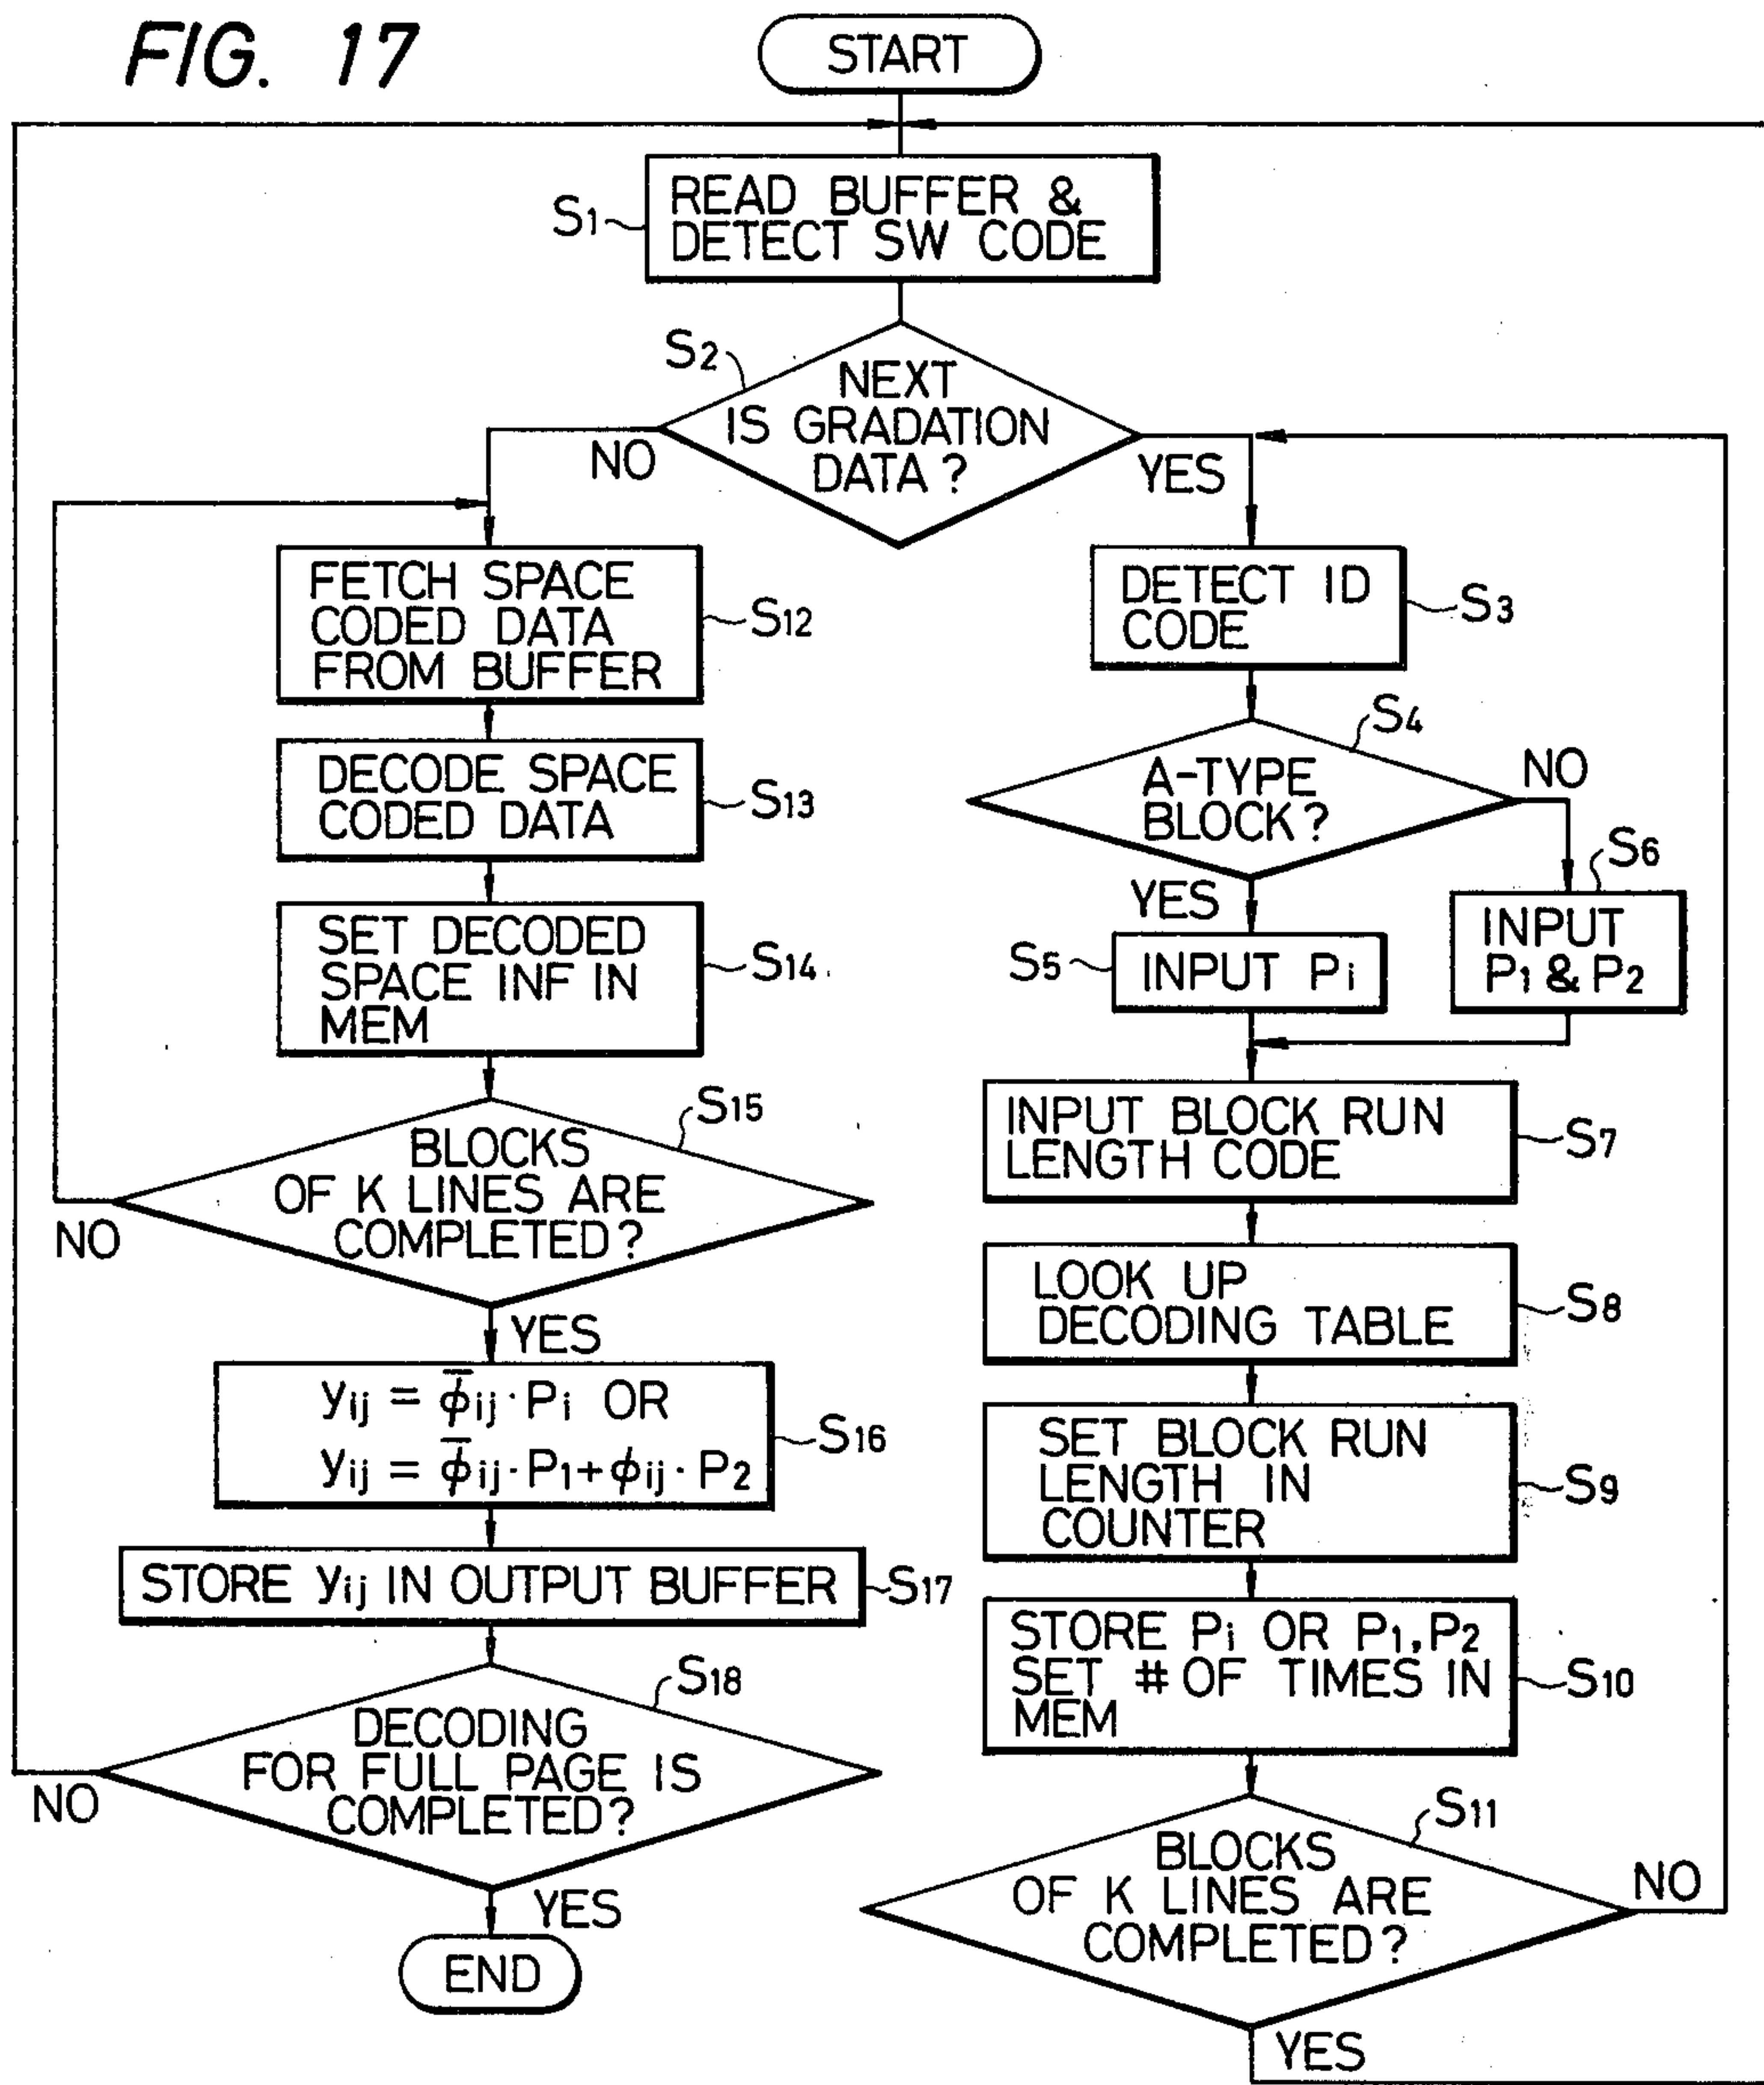 FIG. 17
START
S1
READ BUFFER &
DETECT SW CODE
S2
NEXT
IS GRADATION
DATA?
NO
YES
FETCH SPACE
CODED DATA
FROM BUFFER
S12
DECODE SPACE
CODED DATA
S13
SET DECODED
SPACE INF IN
MEM
S14
BLOCKS
OF K LINES ARE
COMPLETED?
S15
NO
YES
yij = ϕ̅ij · Pi OR
yij = ϕ̅ij · P1 + ϕij · P2
S16
STORE yij IN OUTPUT BUFFER
S17
DECODING
FOR FULL PAGE IS
COMPLETED?
S18
NO
YES
END
DETECT ID
CODE
S3
A-TYPE
BLOCK?
S4
NO
YES
S5
INPUT Pi
S6
INPUT
P1 & P2
INPUT BLOCK RUN
LENGTH CODE
S7
LOOK UP
DECODING TABLE
S8
SET BLOCK RUN
LENGTH IN
COUNTER
S9
STORE Pi OR P1, P2
SET # OF TIMES IN
MEM
S10
BLOCKS
OF K LINES ARE
COMPLETED?
S11
NO
YES